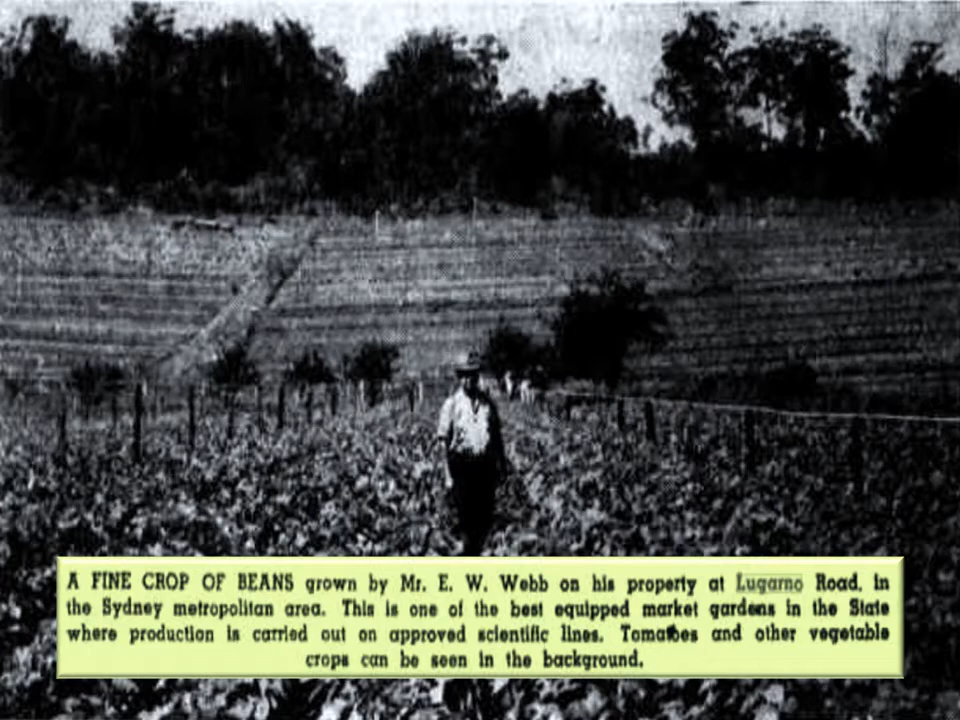 A FINE CROP OF BEANS grown by Mr. E. W. Webb on his property at Lugarno Road, in
the Sydney metropolitan area. This is one of the best equipped market gardens in the State
where production is carried out on approved scientific lines. Tomatoes and other vegetable
crops can be seen in the background.